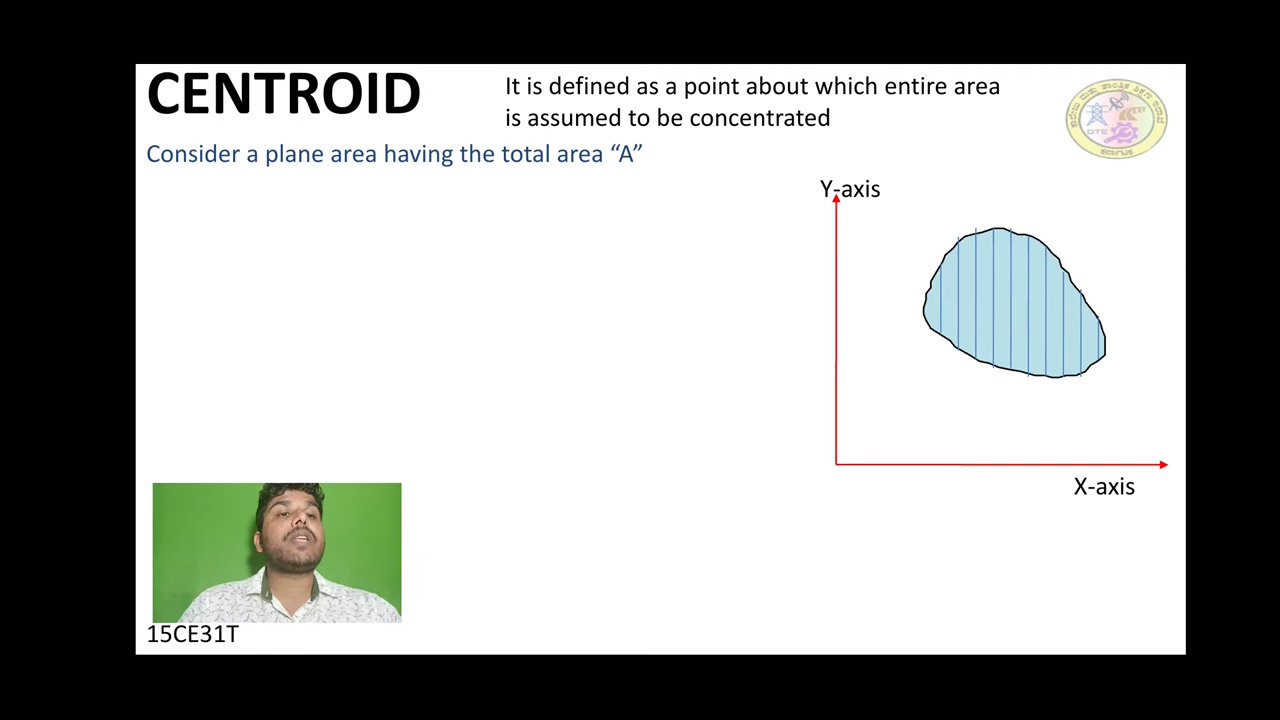 CENTROID
It is defined as a point about which entire area
is assumed to be concentrated
Consider a plane area having the total area “A”
DTE
Y-axis
X-axis
15CE31T